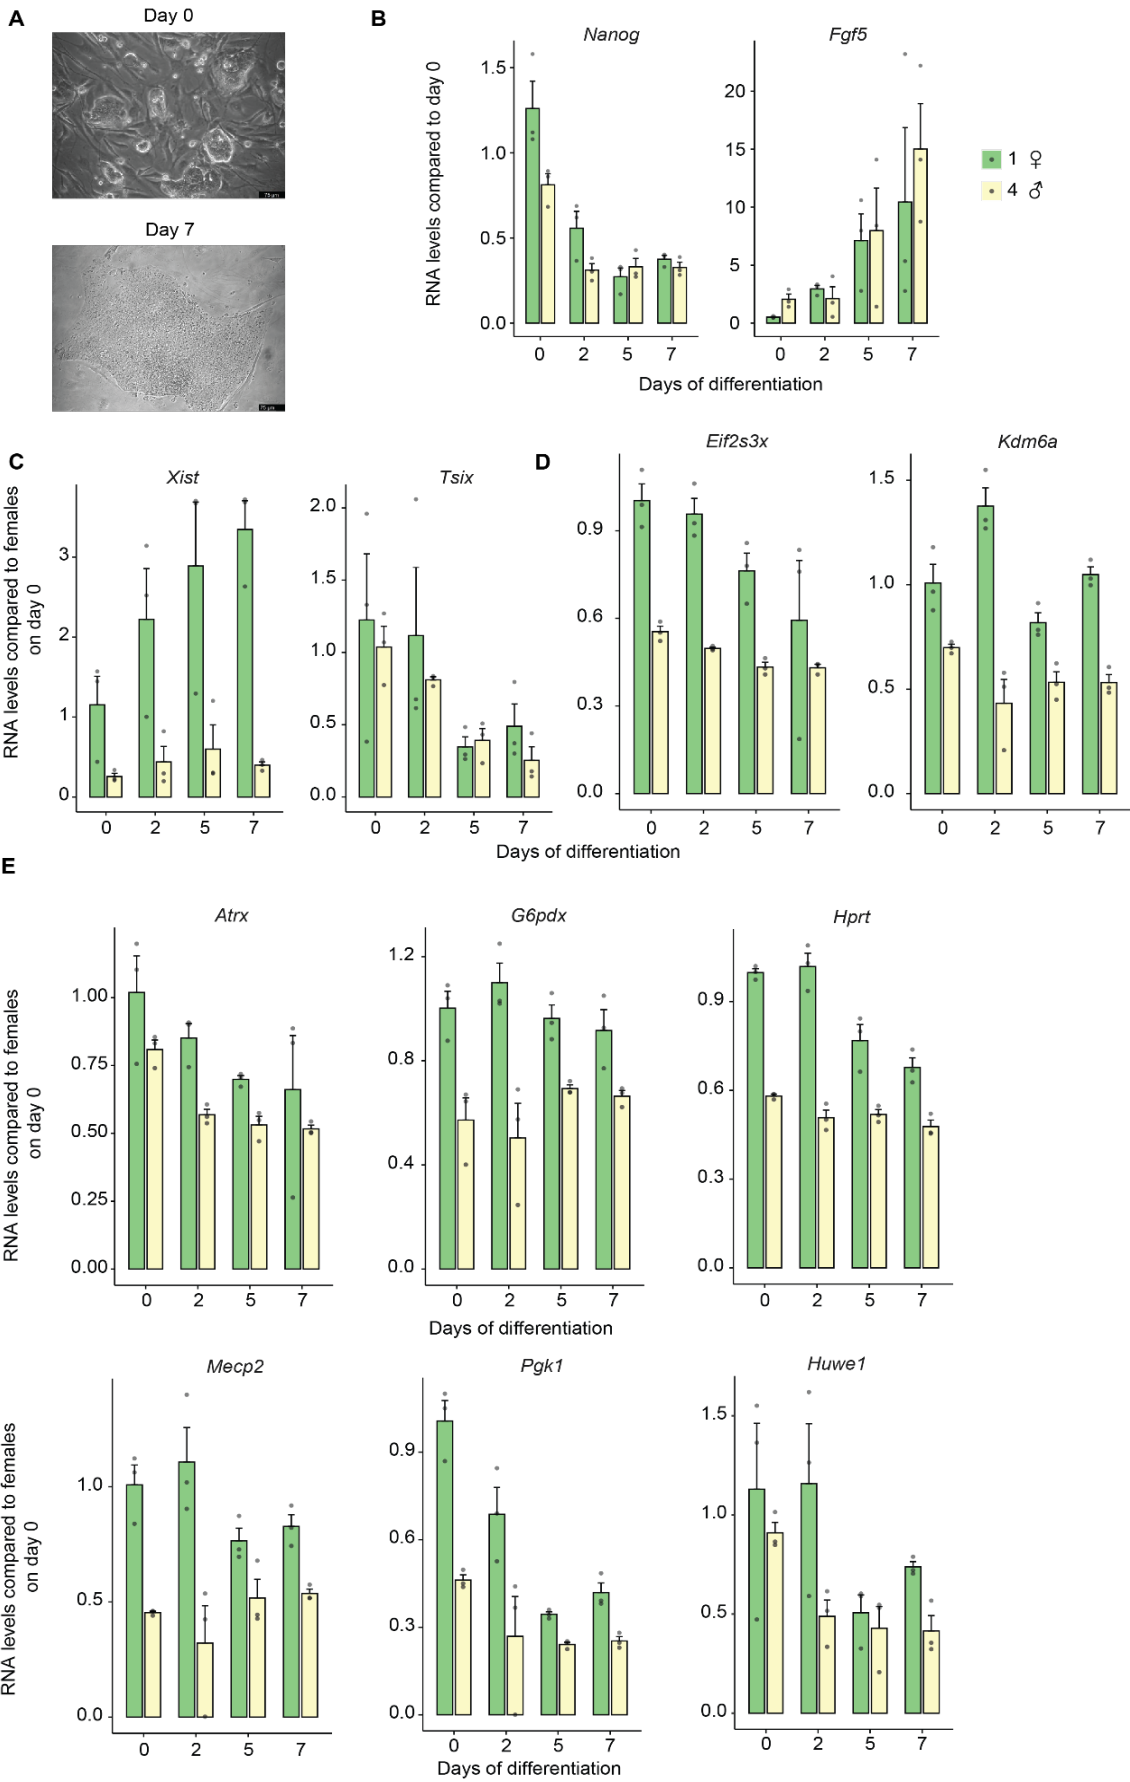 A
Day 0
75 µm
Day 7
75 µm
B
Nanog
Fgf5
RNA levels compared to day 0
1.5
1.0
0.5
0.0
20
15
10
5
0
0 2 5 7
0 2 5 7
Days of differentiation
1 ♀
4 ♂
C
Xist
Tsix
RNA levels compared to females
on day 0
3
2
1
0
2.0
1.5
1.0
0.5
0.0
0 2 5 7
0 2 5 7
D
Eif2s3x
Kdm6a
0.9
0.6
0.3
0.0
1.5
1.0
0.5
0.0
0 2 5 7
0 2 5 7
Days of differentiation
E
Atrx
G6pdx
Hprt
RNA levels compared to females
on day 0
1.00
0.75
0.50
0.25
0.00
1.2
0.8
0.4
0.0
0.9
0.6
0.3
0.0
0 2 5 7
0 2 5 7
0 2 5 7
Days of differentiation
Mecp2
Pgk1
Huwe1
RNA levels compared to females
on day 0
1.0
0.5
0.0
0.9
0.6
0.3
0.0
1.5
1.0
0.5
0.0
0 2 5 7
0 2 5 7
0 2 5 7
Days of differentiation